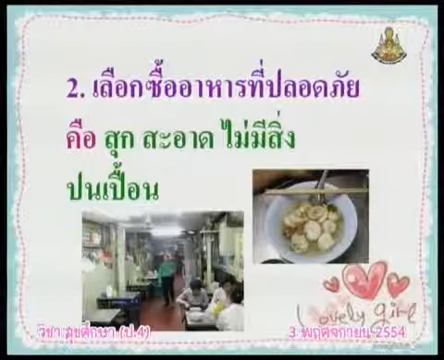 2. เลือกซื้ออาหารที่ปลอดภัย
คือ สุก สะอาด ไม่มีสิ่ง
ปนเปื้อน
Lovely girl
วิชา สุขศึกษา (ป.4)
3 พฤศจิกายน 2554